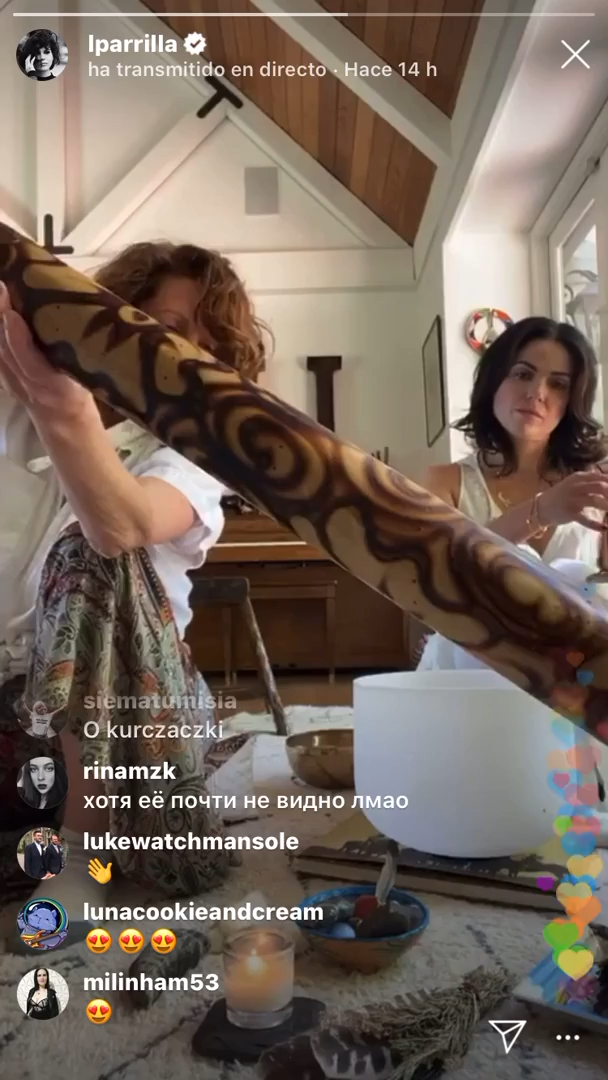 lparrilla
ha transmitido en directo · Hace 14 h
siematumisia
O kurczaczki
rinamzk
хотя её почти не видно лмао
lukewatchmansole
👋
lunacookieandcream
😍😍😍
milinham53
😍